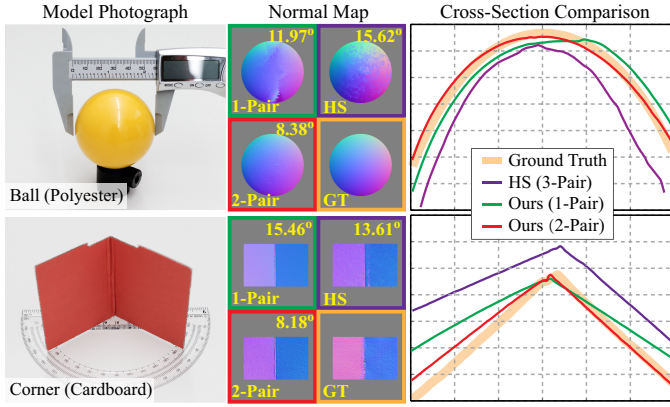 Model Photograph
Normal Map
Cross-Section Comparison
11.97°
15.62°
1-Pair
HS
8.38°
2-Pair
GT
Ball (Polyester)
Ground Truth
HS (3-Pair)
Ours (1-Pair)
Ours (2-Pair)
15.46°
13.61°
1-Pair
HS
8.18°
2-Pair
GT
Corner (Cardboard)